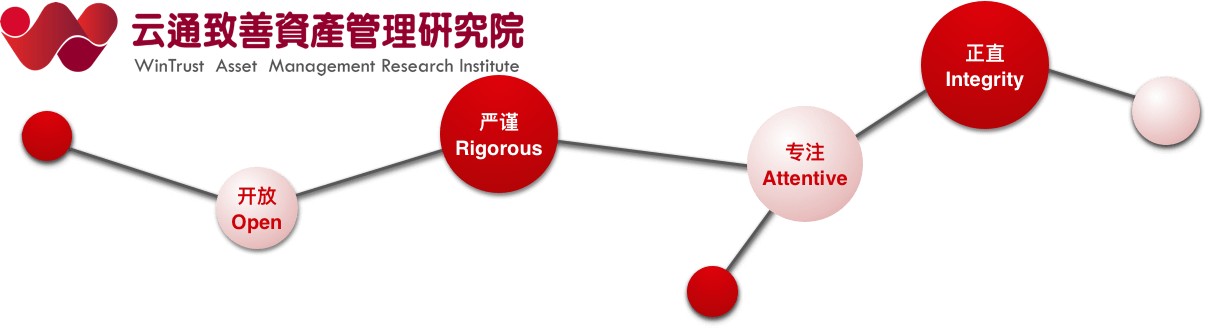 云通致善資產管理研究院
WinTrust Asset Management Research Institute
正直
Integrity
严谨
Rigorous
专注
Attentive
开放
Open